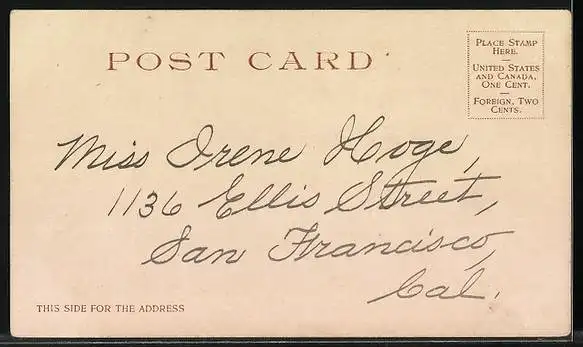 POST CARD
PLACE STAMP
HERE.
UNITED STATES
AND CANADA,
ONE CENT.
FOREIGN, TWO
CENTS.
Miss Irene Hoge,
1136 Ellis Street,
San Francisco,
Cal.
THIS SIDE FOR THE ADDRESS